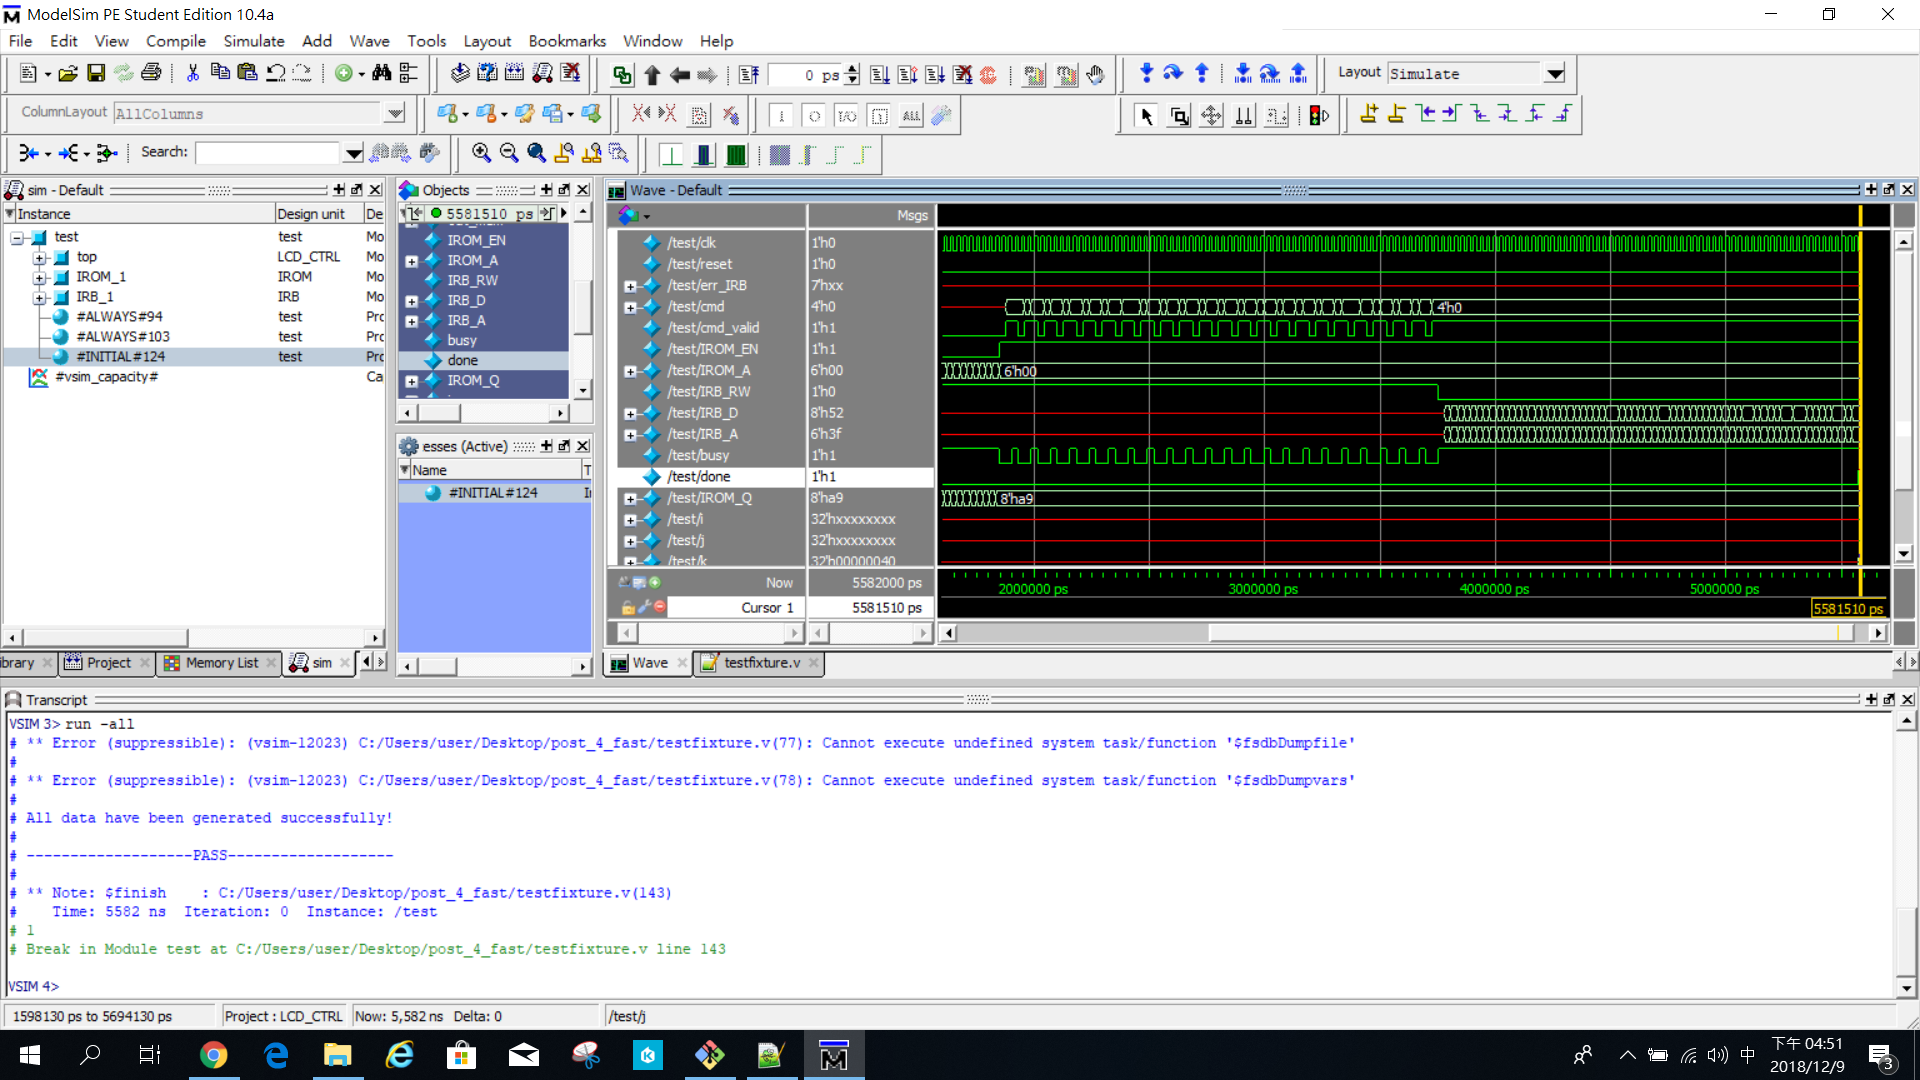 ModelSim PE Student Edition 10.4a
File Edit View Compile Simulate Add Wave Tools Layout Bookmarks Window Help
0 ps
Layout Simulate
ColumnLayout AllColumns
Search:
sim - Default
Instance Design unit De
test test Mo
top LCD_CTRL Mo
IROM_1 IROM Mo
IRB_1 IRB Mo
#ALWAYS#94 test Prc
#ALWAYS#103 test Prc
#INITIAL#124 test Prc
#vsim_capacity# Ca
Objects
5581510 ps
IROM_EN
IROM_A
IRB_RW
IRB_D
IRB_A
busy
done
IROM_Q
esses (Active)
Name
#INITIAL#124
Wave - Default
Msgs
/test/clk 1'h0
/test/reset 1'h0
/test/err_IRB 7'hxx
/test/cmd 4'h0 4'h0
/test/cmd_valid 1'h1
/test/IROM_EN 1'h1
/test/IROM_A 6'h00 6'h00
/test/IRB_RW 1'h0
/test/IRB_D 8'h52
/test/IRB_A 6'h3f
/test/busy 1'h1
/test/done 1'h1
/test/IROM_Q 8'ha9 8'ha9
/test/i 32'hxxxxxxxx
/test/j 32'hxxxxxxxx
/test/k 32'h00000040
Now 5582000 ps 2000000 ps 3000000 ps 4000000 ps 5000000 ps
Cursor 1 5581510 ps 5581510 ps
ibrary Project Memory List sim
Wave testfixture.v
Transcript
VSIM 3> run -all
# ** Error (suppressible): (vsim-12023) C:/Users/user/Desktop/post_4_fast/testfixture.v(77): Cannot execute undefined system task/function '$fsdbDumpfile'
#
# ** Error (suppressible): (vsim-12023) C:/Users/user/Desktop/post_4_fast/testfixture.v(78): Cannot execute undefined system task/function '$fsdbDumpvars'
#
# All data have been generated successfully!
#
# -------------------PASS-------------------
#
# ** Note: $finish    : C:/Users/user/Desktop/post_4_fast/testfixture.v(143)
#    Time: 5582 ns  Iteration: 0  Instance: /test
# 1
# Break in Module test at C:/Users/user/Desktop/post_4_fast/testfixture.v line 143
VSIM 4>
1598130 ps to 5694130 ps Project : LCD_CTRL Now: 5,582 ns Delta: 0 /test/j
中 下午 04:51
2018/12/9 3